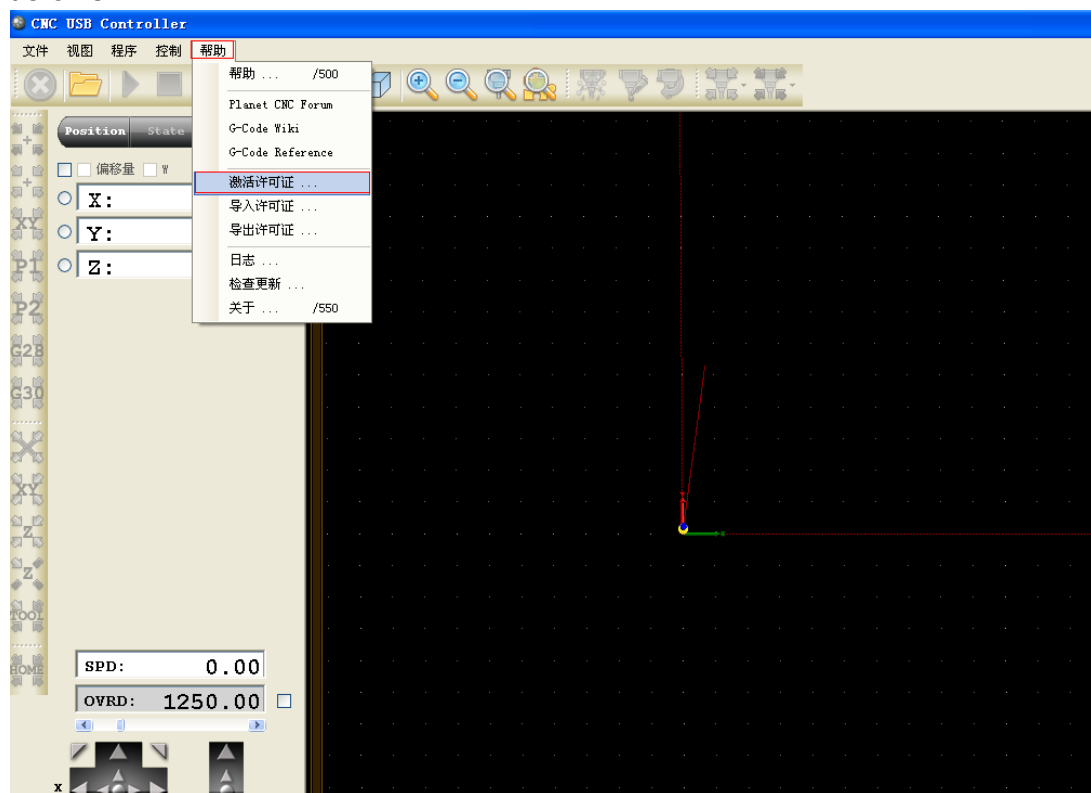 CNC USB Controller
文件 视图 程序 控制 帮助
帮助 ... /500
Planet CNC Forum
G-Code Wiki
G-Code Reference
激活许可证 ...
导入许可证 ...
导出许可证 ...
日志 ...
检查更新 ...
关于 ... /550
Position State
偏移量 W
X:
Y:
Z:
XY
P1
P2
G28
G30
XY
Z
Z
TOOL
HOME
SPD: 0.00
OVRD: 1250.00
X